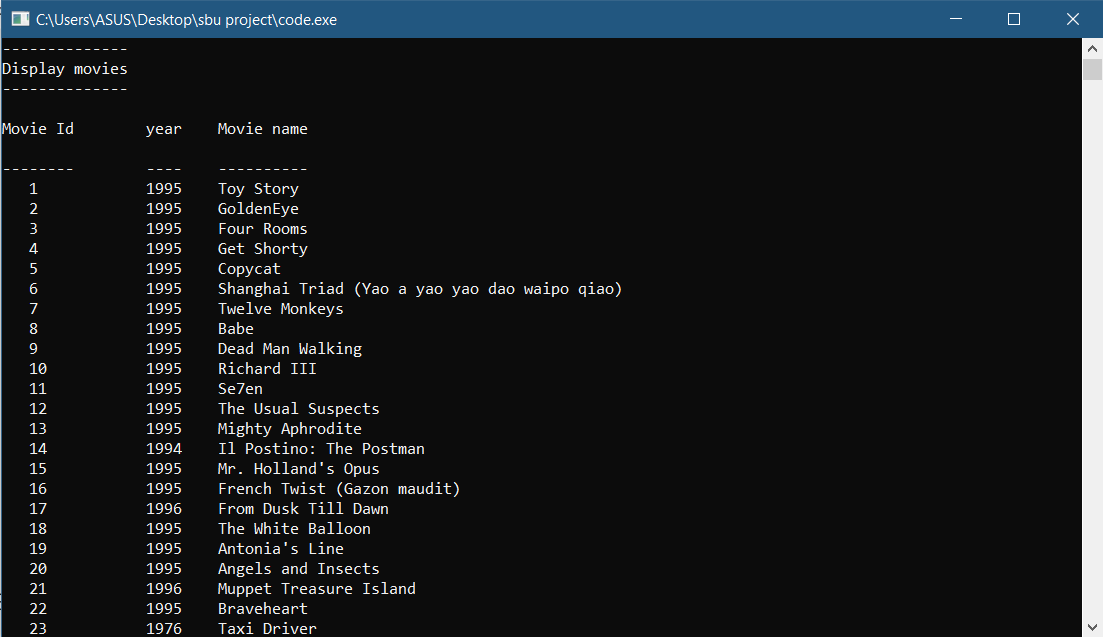 C:\Users\ASUS\Desktop\sbu project\code.exe
--------------
Display movies
--------------
Movie Id        year    Movie name
--------        ----    ----------
1            1995    Toy Story
2            1995    GoldenEye
3            1995    Four Rooms
4            1995    Get Shorty
5            1995    Copycat
6            1995    Shanghai Triad (Yao a yao yao dao waipo qiao)
7            1995    Twelve Monkeys
8            1995    Babe
9            1995    Dead Man Walking
10           1995    Richard III
11           1995    Se7en
12           1995    The Usual Suspects
13           1995    Mighty Aphrodite
14           1994    Il Postino: The Postman
15           1995    Mr. Holland's Opus
16           1995    French Twist (Gazon maudit)
17           1996    From Dusk Till Dawn
18           1995    The White Balloon
19           1995    Antonia's Line
20           1995    Angels and Insects
21           1996    Muppet Treasure Island
22           1995    Braveheart
23           1976    Taxi Driver